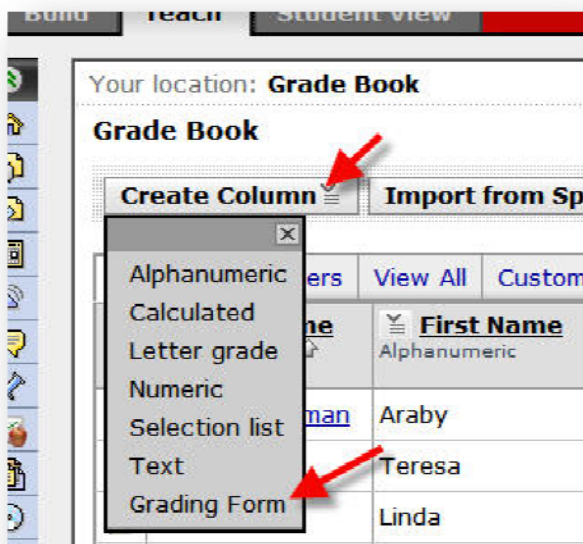 Build Teach Student View
Your location: Grade Book
Grade Book
Create Column Import from Sp
Alphanumeric
ers View All Custom
Calculated
me First Name
Letter grade
Alphanumeric
Numeric
man Araby
Selection list
Text
Teresa
Grading Form
Linda